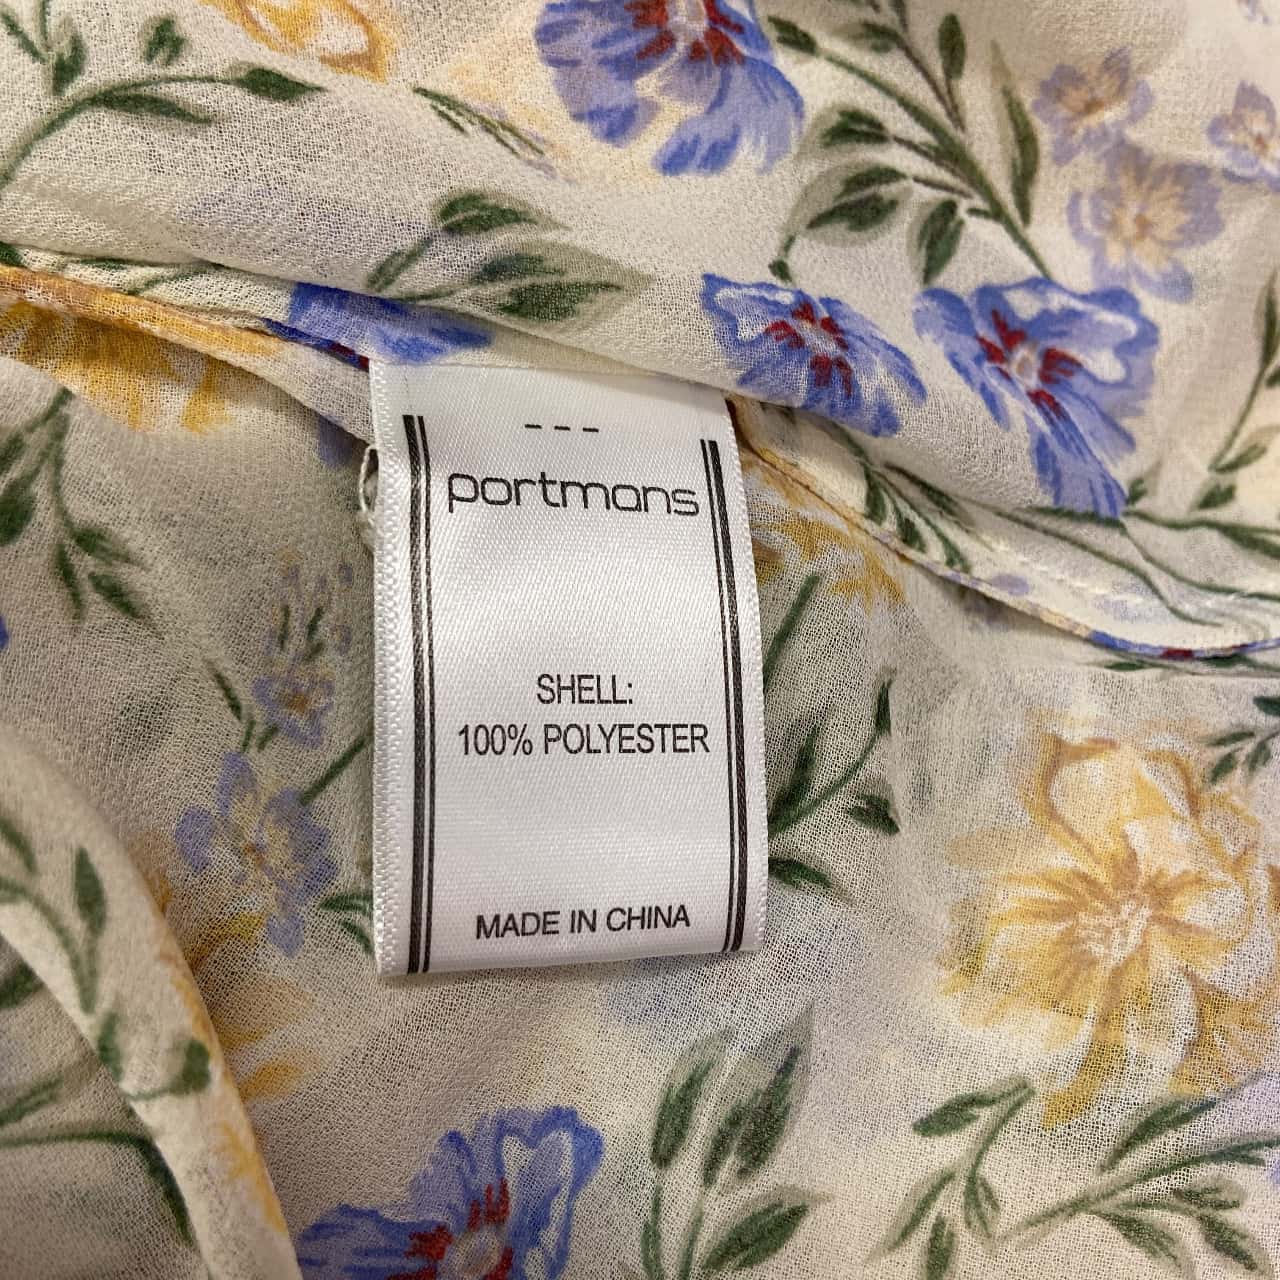 ---
portmans
SHELL:
100% POLYESTER
MADE IN CHINA